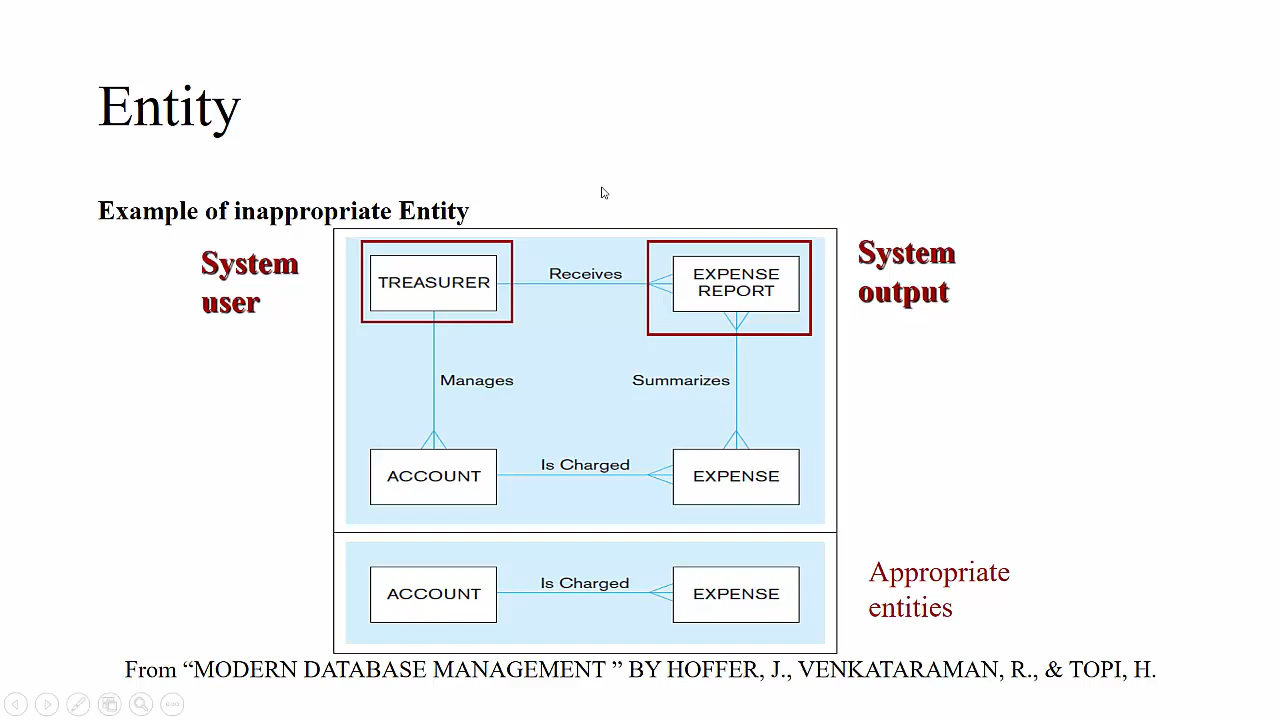 Entity
Example of inappropriate Entity
System
user
TREASURER
Receives
EXPENSE
REPORT
System
output
Manages
Summarizes
ACCOUNT
Is Charged
EXPENSE
ACCOUNT
Is Charged
EXPENSE
Appropriate
entities
From “MODERN DATABASE MANAGEMENT ” BY HOFFER, J., VENKATARAMAN, R., & TOPI, H.